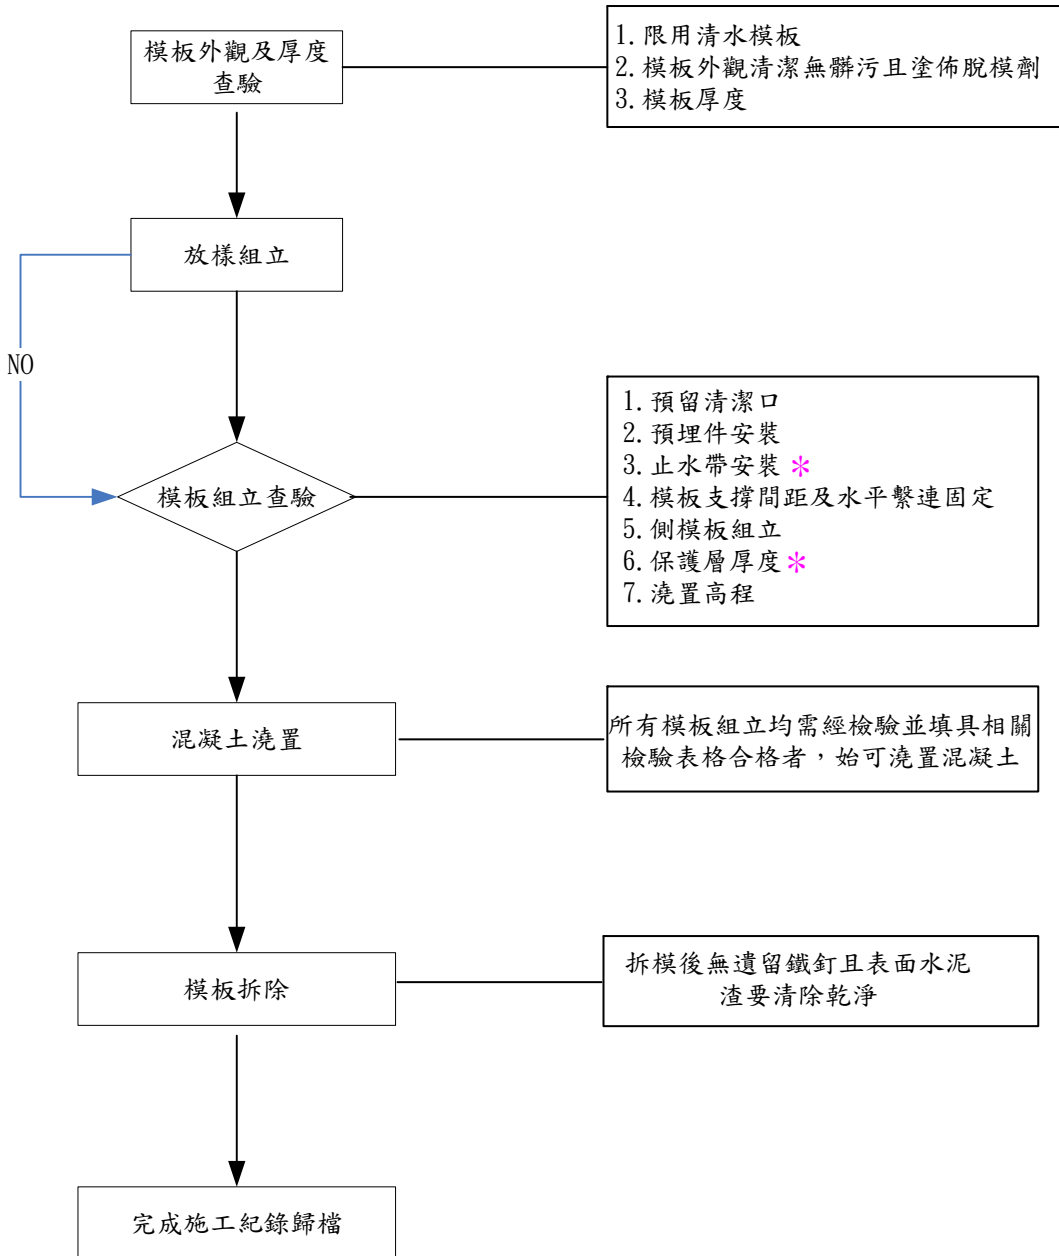 模板外觀及厚度
查驗
1.限用清水模板
2.模板外觀清潔無髒污且塗佈脫模劑
3.模板厚度
放樣組立
NO
模板組立查驗
1.預留清潔口
2.預埋件安裝
3.止水帶安裝＊
4.模板支撐間距及水平繫連固定
5.側模板組立
6.保護層厚度＊
7.澆置高程
混凝土澆置
所有模板組立均需經檢驗並填具相關
檢驗表格合格者，始可澆置混凝土
模板拆除
拆模後無遺留鐵釘且表面水泥
渣要清除乾淨
完成施工紀錄歸檔